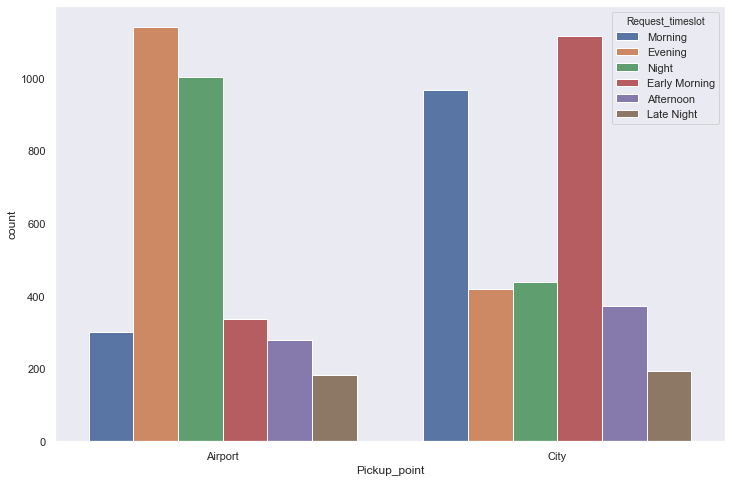 Request_timeslot
Morning
Evening
Night
Early Morning
Afternoon
Late Night
1000
800
600
400
200
0
count
Airport
City
Pickup_point